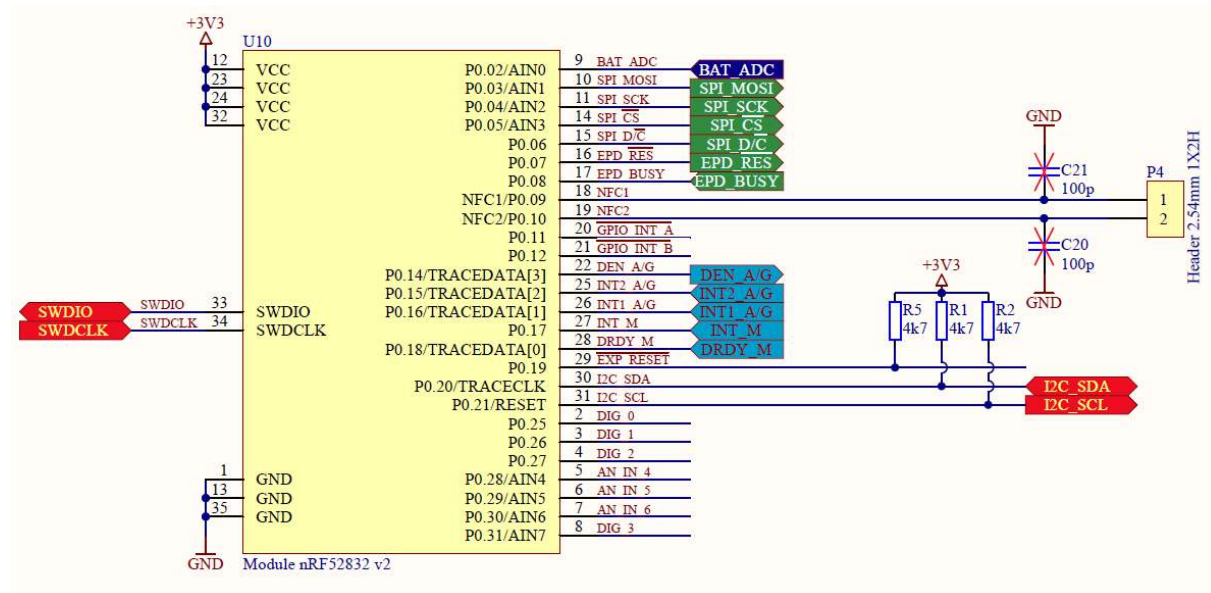 +3V3
U10
12 VCC
23 VCC
24 VCC
32 VCC
P0.02/AIN0 9 BAT_ADC BAT_ADC
P0.03/AIN1 10 SPI_MOSI SPI_MOSI
P0.04/AIN2 11 SPI_SCK SPI_SCK
P0.05/AIN3 14 SPI_CS SPI_CS
P0.06 15 SPI_D/C SPI_D/C
P0.07 16 EPD_RES EPD_RES
P0.08 17 EPD_BUSY EPD_BUSY
NFC1/P0.09 18 NFC1
NFC2/P0.10 19 NFC2
P0.11 20 GPIO_INT_A
P0.12 21 GPIO_INT_B
P0.14/TRACEDATA[3] 22 DEN_A/G DEN_A/G
P0.15/TRACEDATA[2] 25 INT2_A/G INT2_A/G
P0.16/TRACEDATA[1] 26 INT1_A/G INT1_A/G
P0.17 27 INT_M INT_M
P0.18/TRACEDATA[0] 28 DRDY_M DRDY_M
P0.19 29 EXP_RESET
P0.20/TRACECLK 30 I2C_SDA I2C_SDA
P0.21/RESET 31 I2C_SCL I2C_SCL
P0.25 2 DIG_0
P0.26 3 DIG_1
P0.27 4 DIG_2
P0.28/AIN4 5 AN_IN_4
P0.29/AIN5 6 AN_IN_5
P0.30/AIN6 7 AN_IN_6
P0.31/AIN7 8 DIG_3
SWDIO SWDIO 33 SWDIO
SWDCLK SWDCLK 34 SWDCLK
1 GND
13 GND
35 GND
GND
Module nRF52832 v2
GND
C21
100p
C20
100p
GND
P4
1
2
Header 2.54mm 1X2H
+3V3
R5
4k7
R1
4k7
R2
4k7